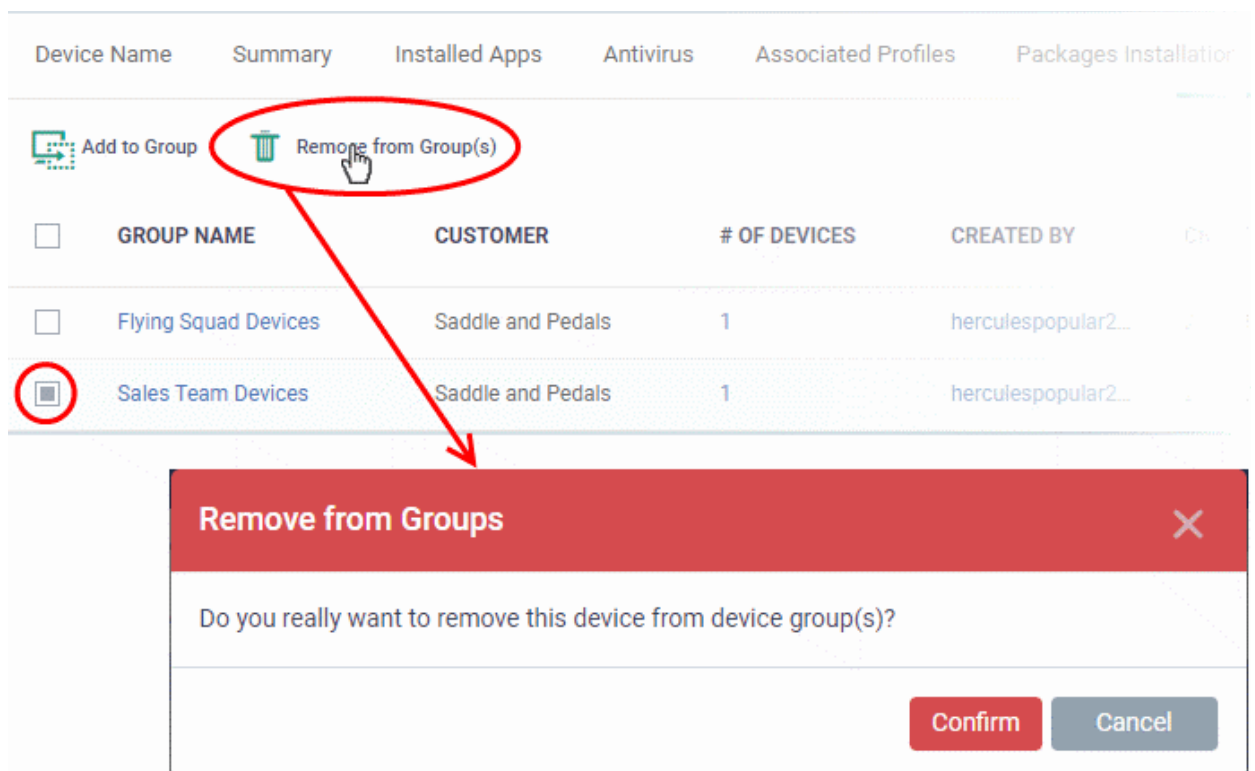 Device Name Summary Installed Apps Antivirus Associated Profiles Packages Installation
Add to Group Remove from Group(s)
GROUP NAME CUSTOMER # OF DEVICES CREATED BY
Flying Squad Devices Saddle and Pedals 1 herculespopular2...
Sales Team Devices Saddle and Pedals 1 herculespopular2...
Remove from Groups
Do you really want to remove this device from device group(s)?
Confirm Cancel